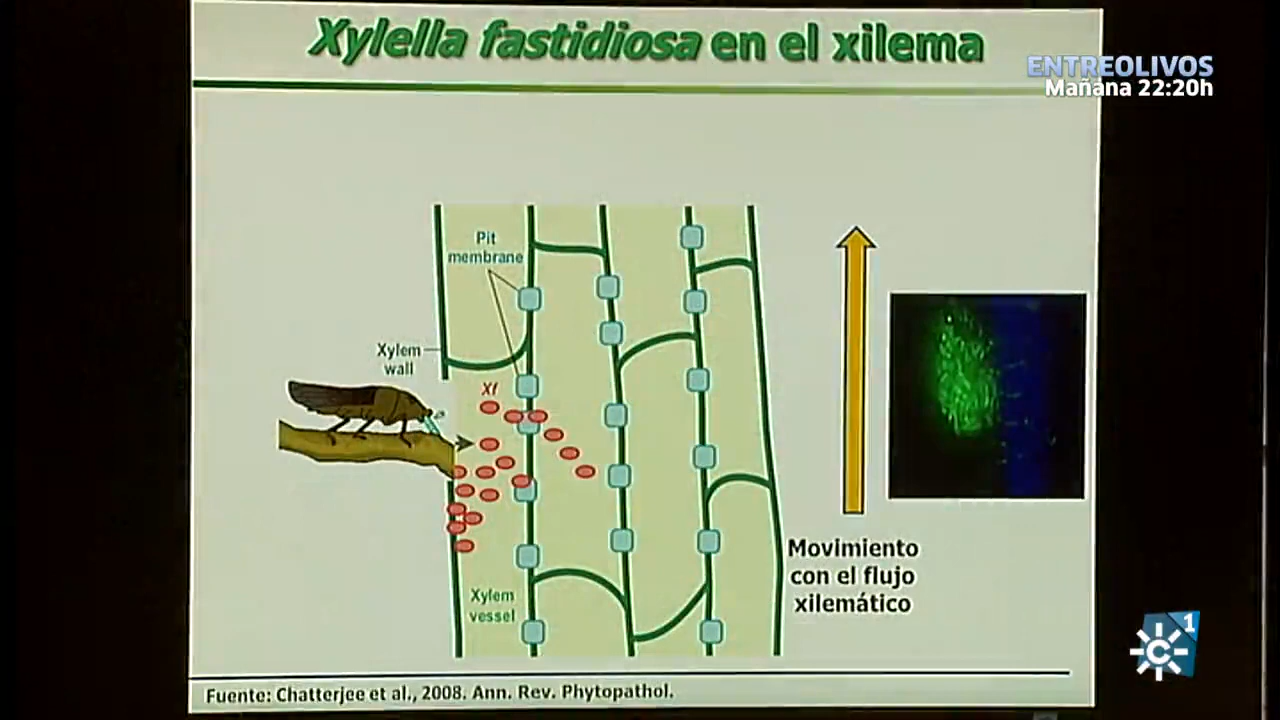 Xylella fastidiosa en el xilema
ENTREOLIVOS
Mañana 22:20h
Pit
membrane
Xylem
wall
Xf
Movimiento
con el flujo
xilemático
Xylem
vessel
Fuente: Chatterjee et al., 2008. Ann. Rev. Phytopathol.
1